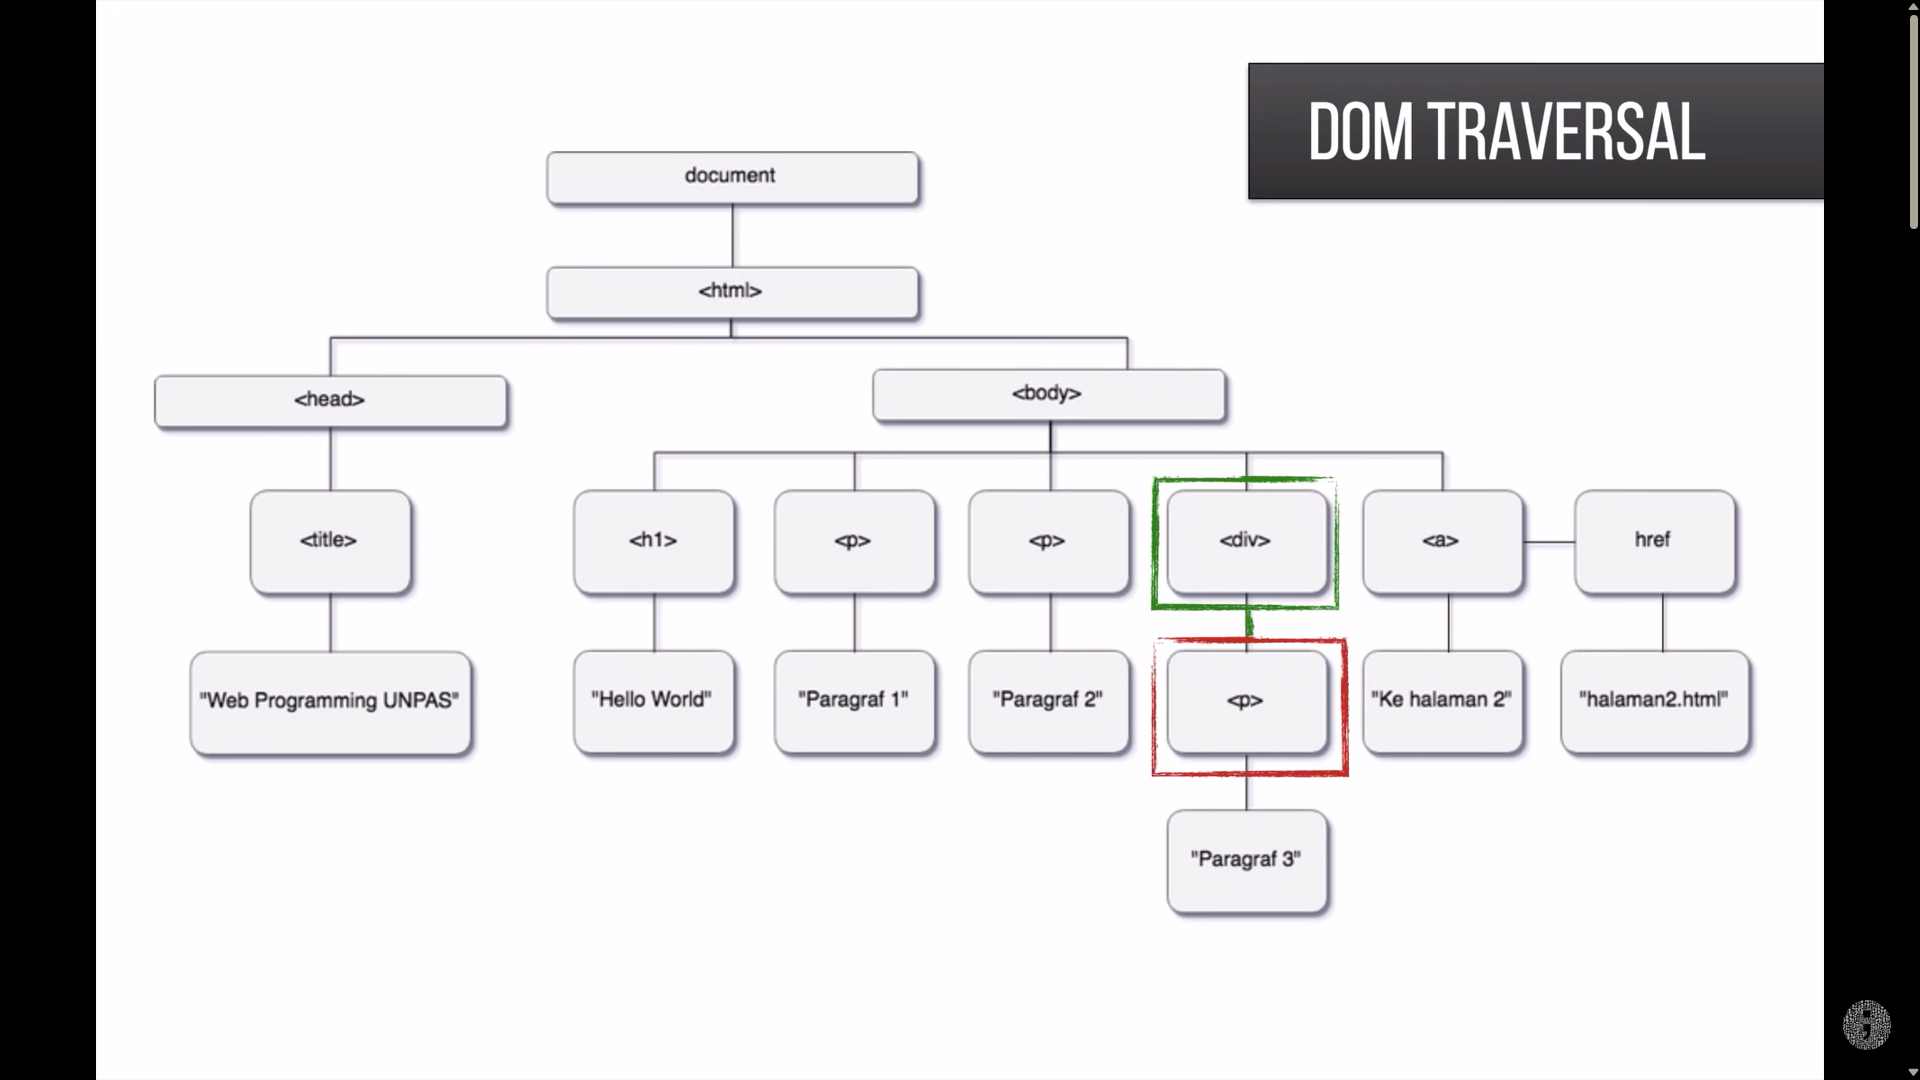 DOM TRAVERSAL
document
<html>
<head>
<body>
<title>
<h1>
<p>
<p>
<div>
<a>
href
"Web Programming UNPAS"
"Hello World"
"Paragraf 1"
"Paragraf 2"
<p>
"Ke halaman 2"
"halaman2.html"
"Paragraf 3"